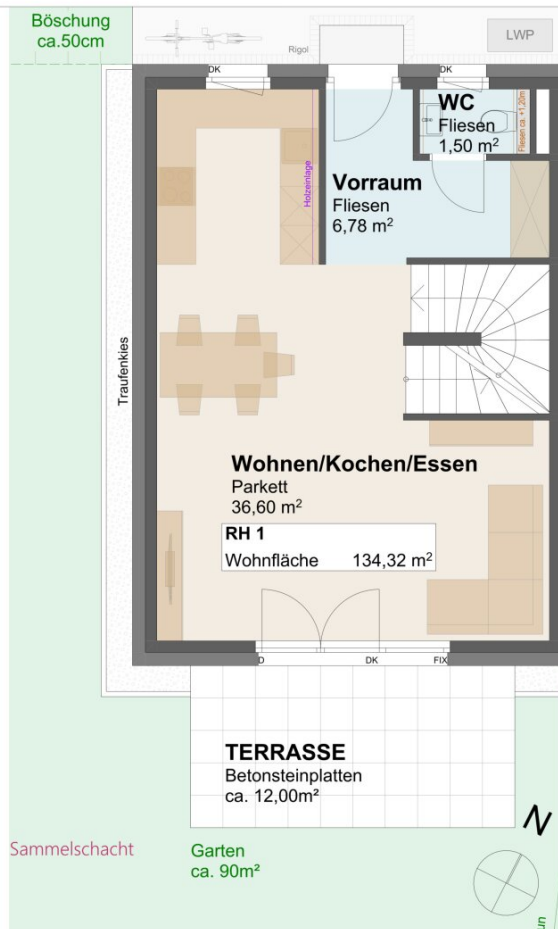 Böschung
ca.50cm
Rigol
LWP
DK
DK
WC
Fliesen
1,50 m²
Fliesen ca. +1,20m
Holzeinlage
Vorraum
Fliesen
6,78 m²
Traufenkies
Wohnen/Kochen/Essen
Parkett
36,60 m²
RH 1
Wohnfläche 134,32 m²
D
DK
FIX
TERRASSE
Betonsteinplatten
ca. 12,00m²
N
Sammelschacht
Garten
ca. 90m²